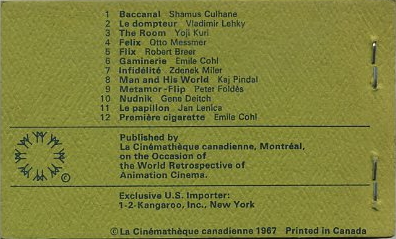 1 Baccanal Shamus Culhane
2 Le dompteur Vladimir Lehky
3 The Room Yoji Kuri
4 Felix Otto Messmer
5 Flix Robert Breer
6 Gaminerie Emile Cohl
7 Infidélité Zdenek Miler
8 Man and His World Kaj Pindal
9 Metamor-Flip Peter Foldès
10 Nudnik Gene Deitch
11 Le papillon Jan Lenica
12 Première cigarette Emile Cohl
Published by
La Cinémathèque canadienne, Montréal,
on the Occasion of
the World Retrospective of
Animation Cinema.
©
Exclusive U.S. Importer:
1-2-Kangaroo, Inc., New York
©La Cinémathèque canadienne 1967 Printed in Canada